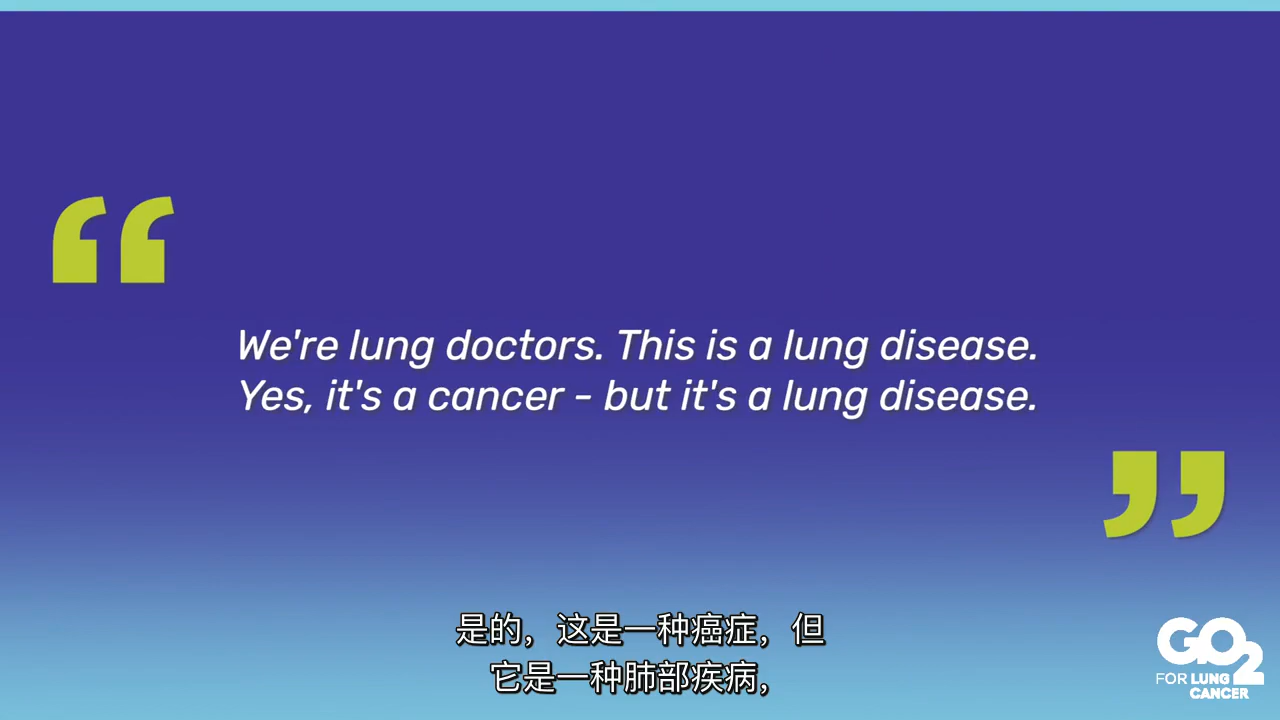 “
We're lung doctors. This is a lung disease.
Yes, it's a cancer - but it's a lung disease.
”
是的，这是一种癌症，但
它是一种肺部疾病，
GO2
FOR LUNG
CANCER